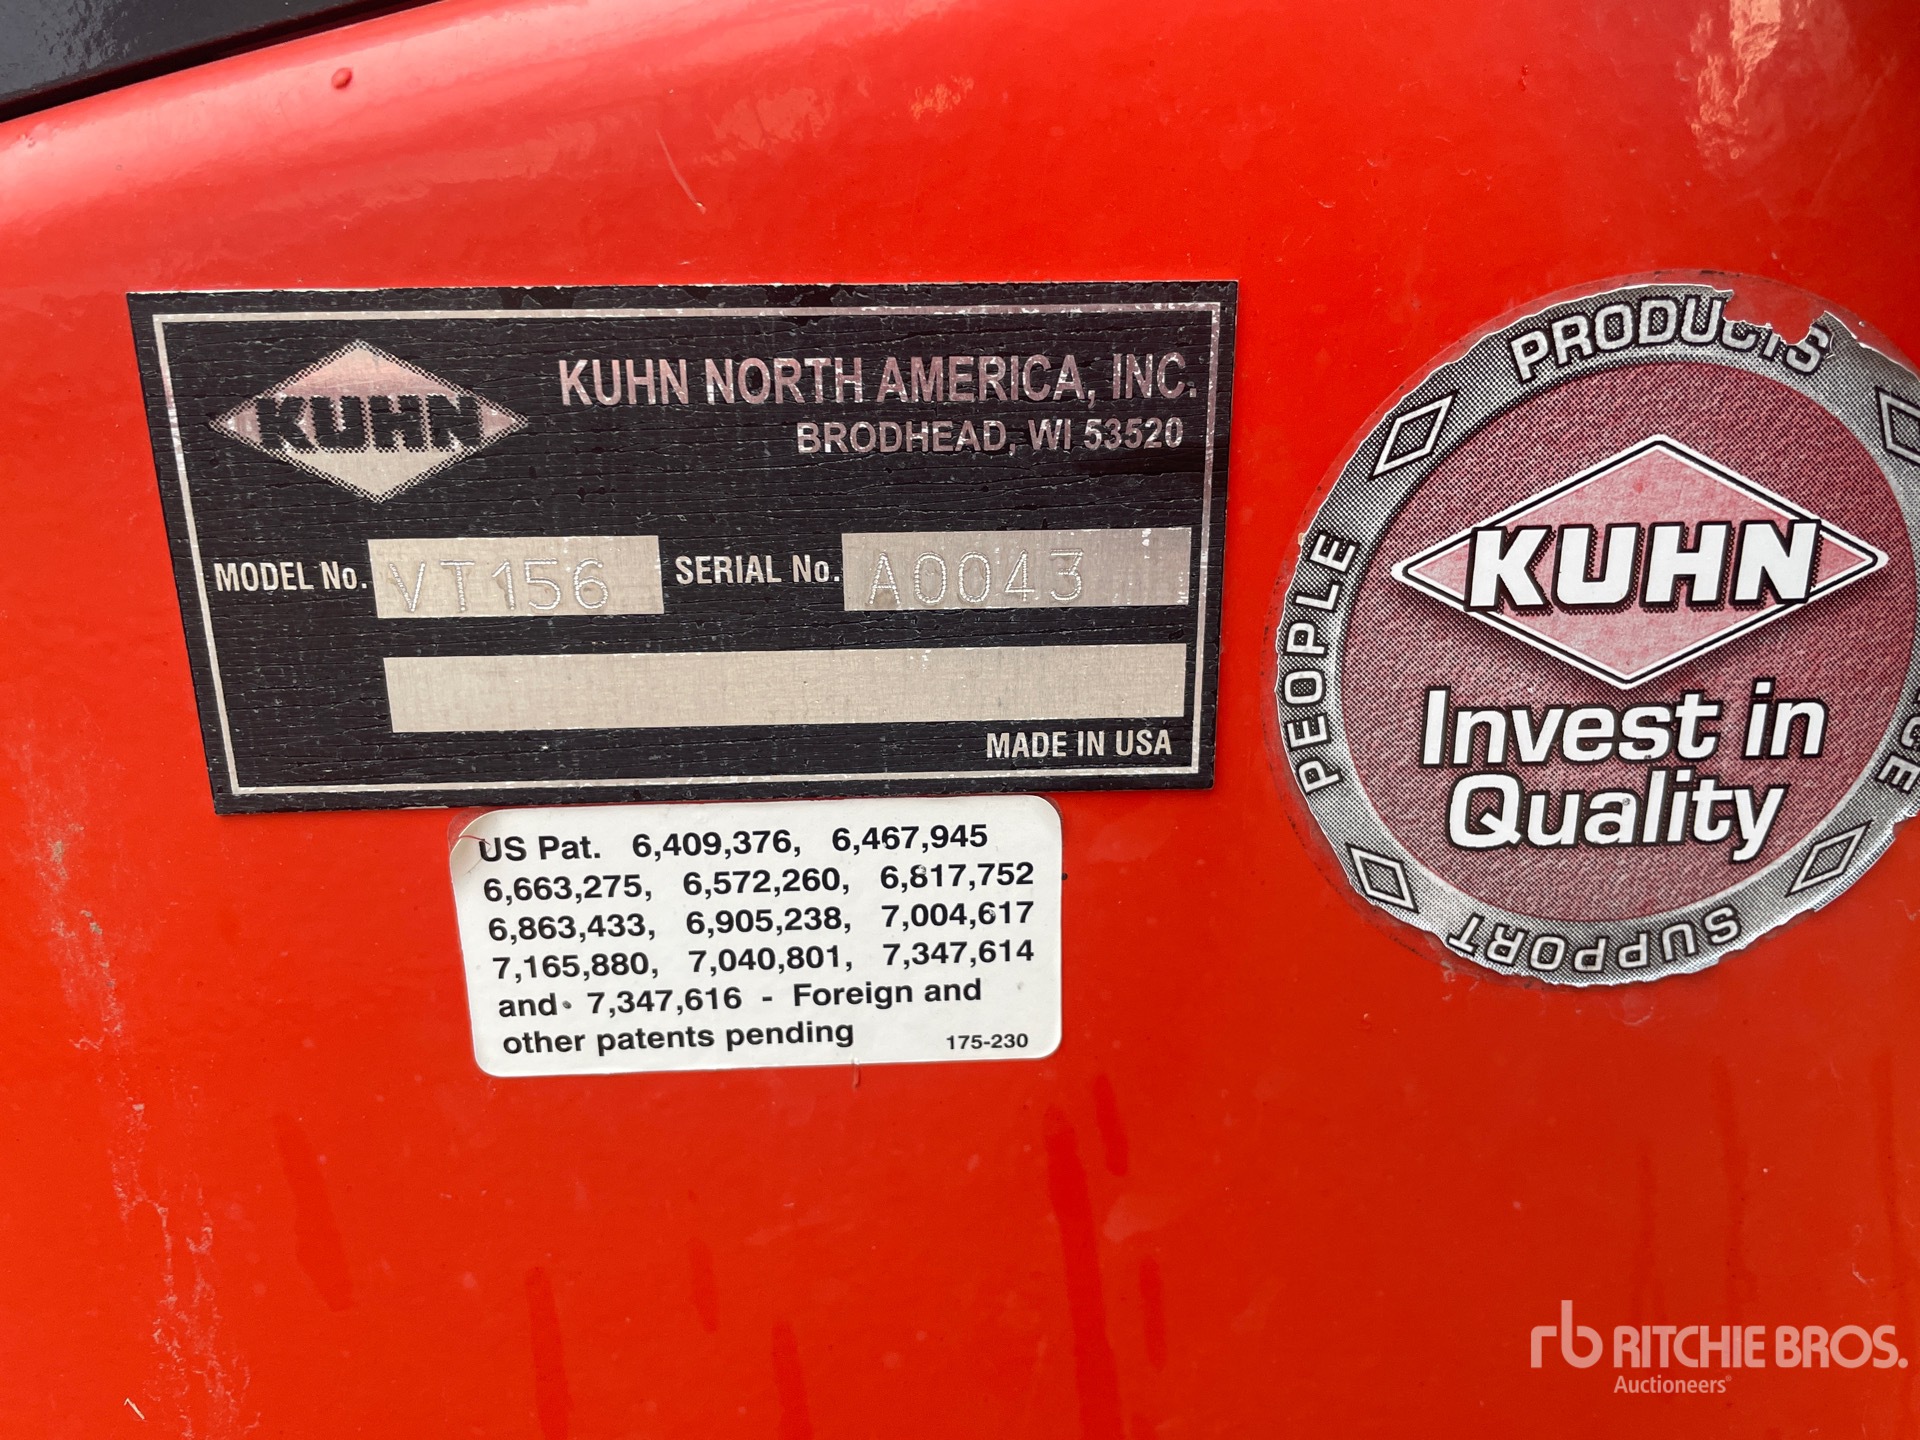 KUHN
KUHN NORTH AMERICA, INC.
BRODHEAD, WI 53520
MODEL No. VT156 SERIAL No. A0043
MADE IN USA
US Pat. 6,409,376, 6,467,945
6,663,275, 6,572,260, 6,817,752
6,863,433, 6,905,238, 7,004,617
7,165,880, 7,040,801, 7,347,614
and 7,347,616 - Foreign and
other patents pending 175-230
PRODUCTS
PEOPLE
KUHN
Invest in
Quality
SUPPORT
rb RITCHIE BROS.
Auctioneers